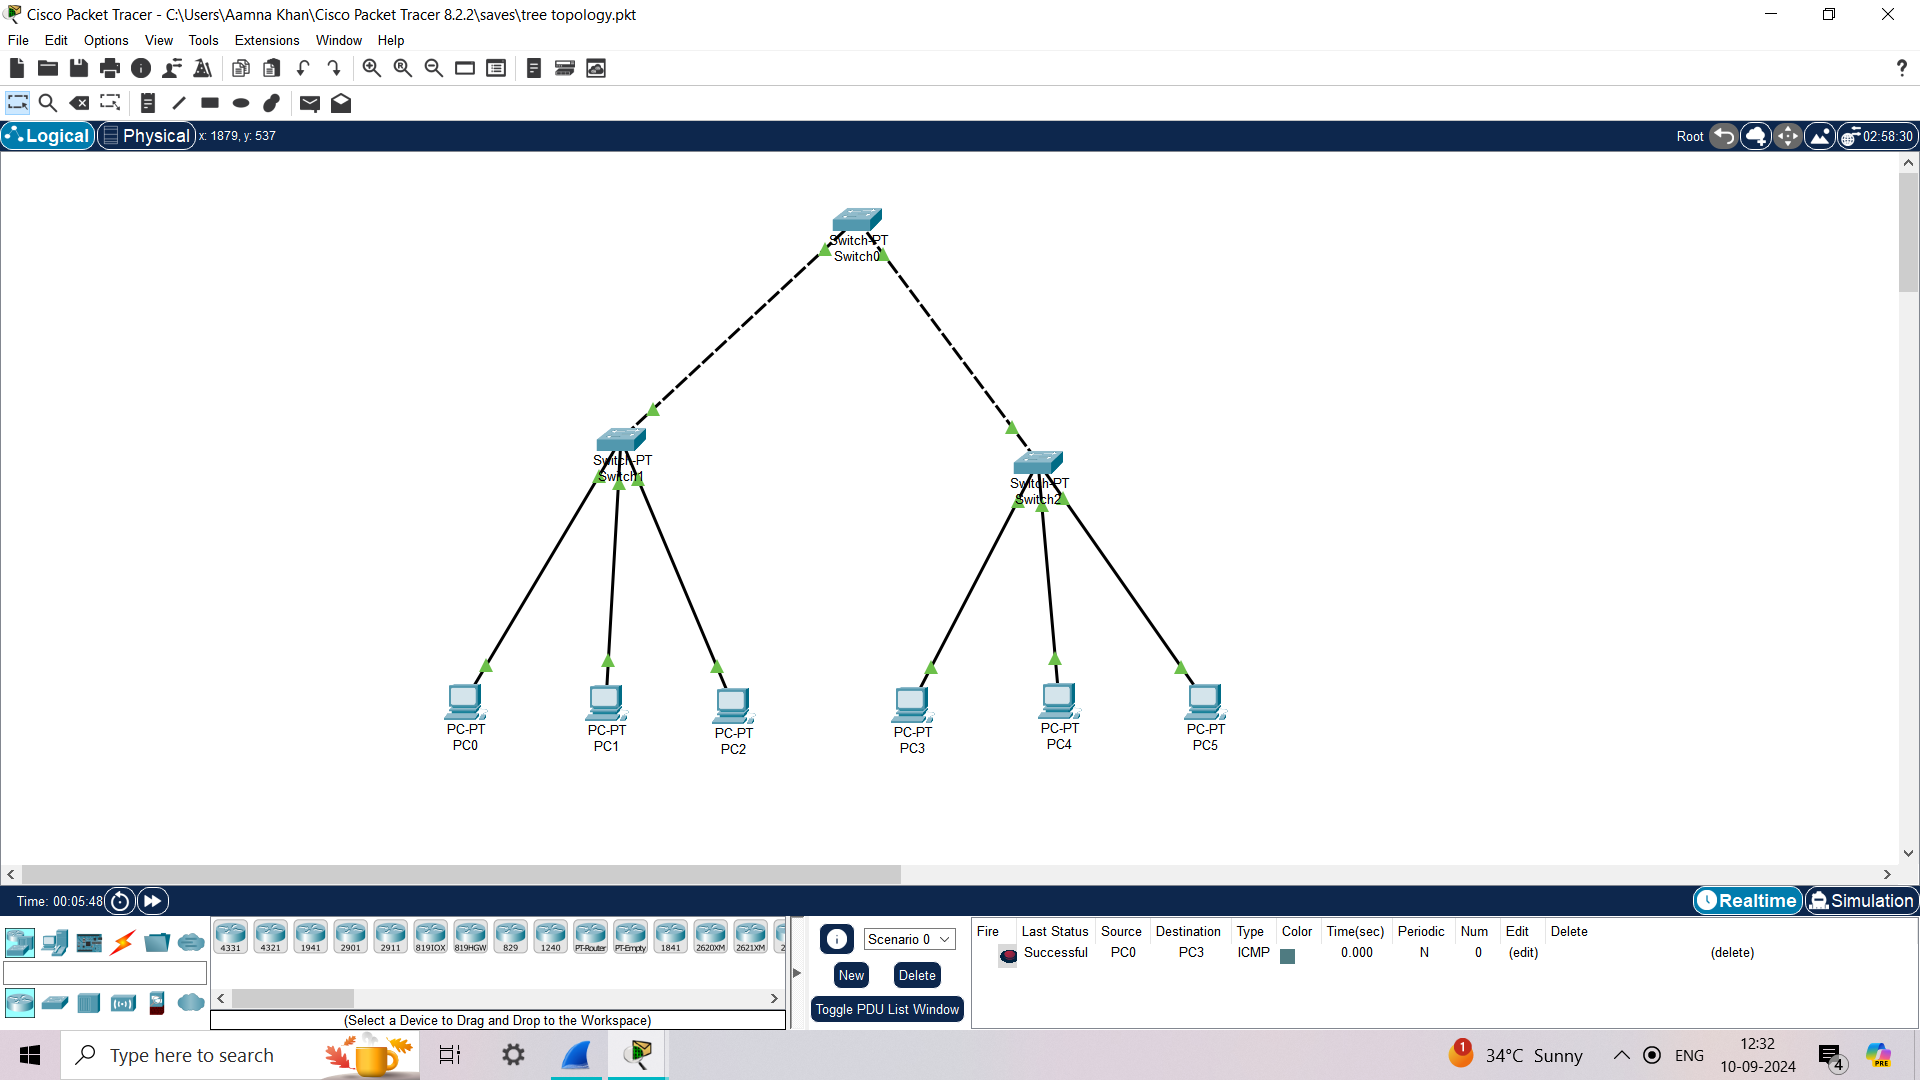 Cisco Packet Tracer - C:\Users\Aamna Khan\Cisco Packet Tracer 8.2.2\saves\tree topology.pkt
File Edit Options View Tools Extensions Window Help
?
Logical Physical x: 1879, y: 537 Root 02:58:30
Switch-PT
Switch0
Switch-PT
Switch1
Switch-PT
Switch2
PC-PT
PC0
PC-PT
PC1
PC-PT
PC2
PC-PT
PC3
PC-PT
PC4
PC-PT
PC5
Time: 00:05:48 Realtime Simulation
4331 4321 1941 2901 2911 819IOX 819HGW 829 1240 PT-Router PT-Empty 1841 2620XM 2621XM 2
(Select a Device to Drag and Drop to the Workspace)
Scenario 0
New Delete
Toggle PDU List Window
Fire Last Status Source Destination Type Color Time(sec) Periodic Num Edit Delete
Successful PC0 PC3 ICMP 0.000 N 0 (edit) (delete)
Type here to search
1 34°C Sunny ENG
12:32
10-09-2024
4
PRE